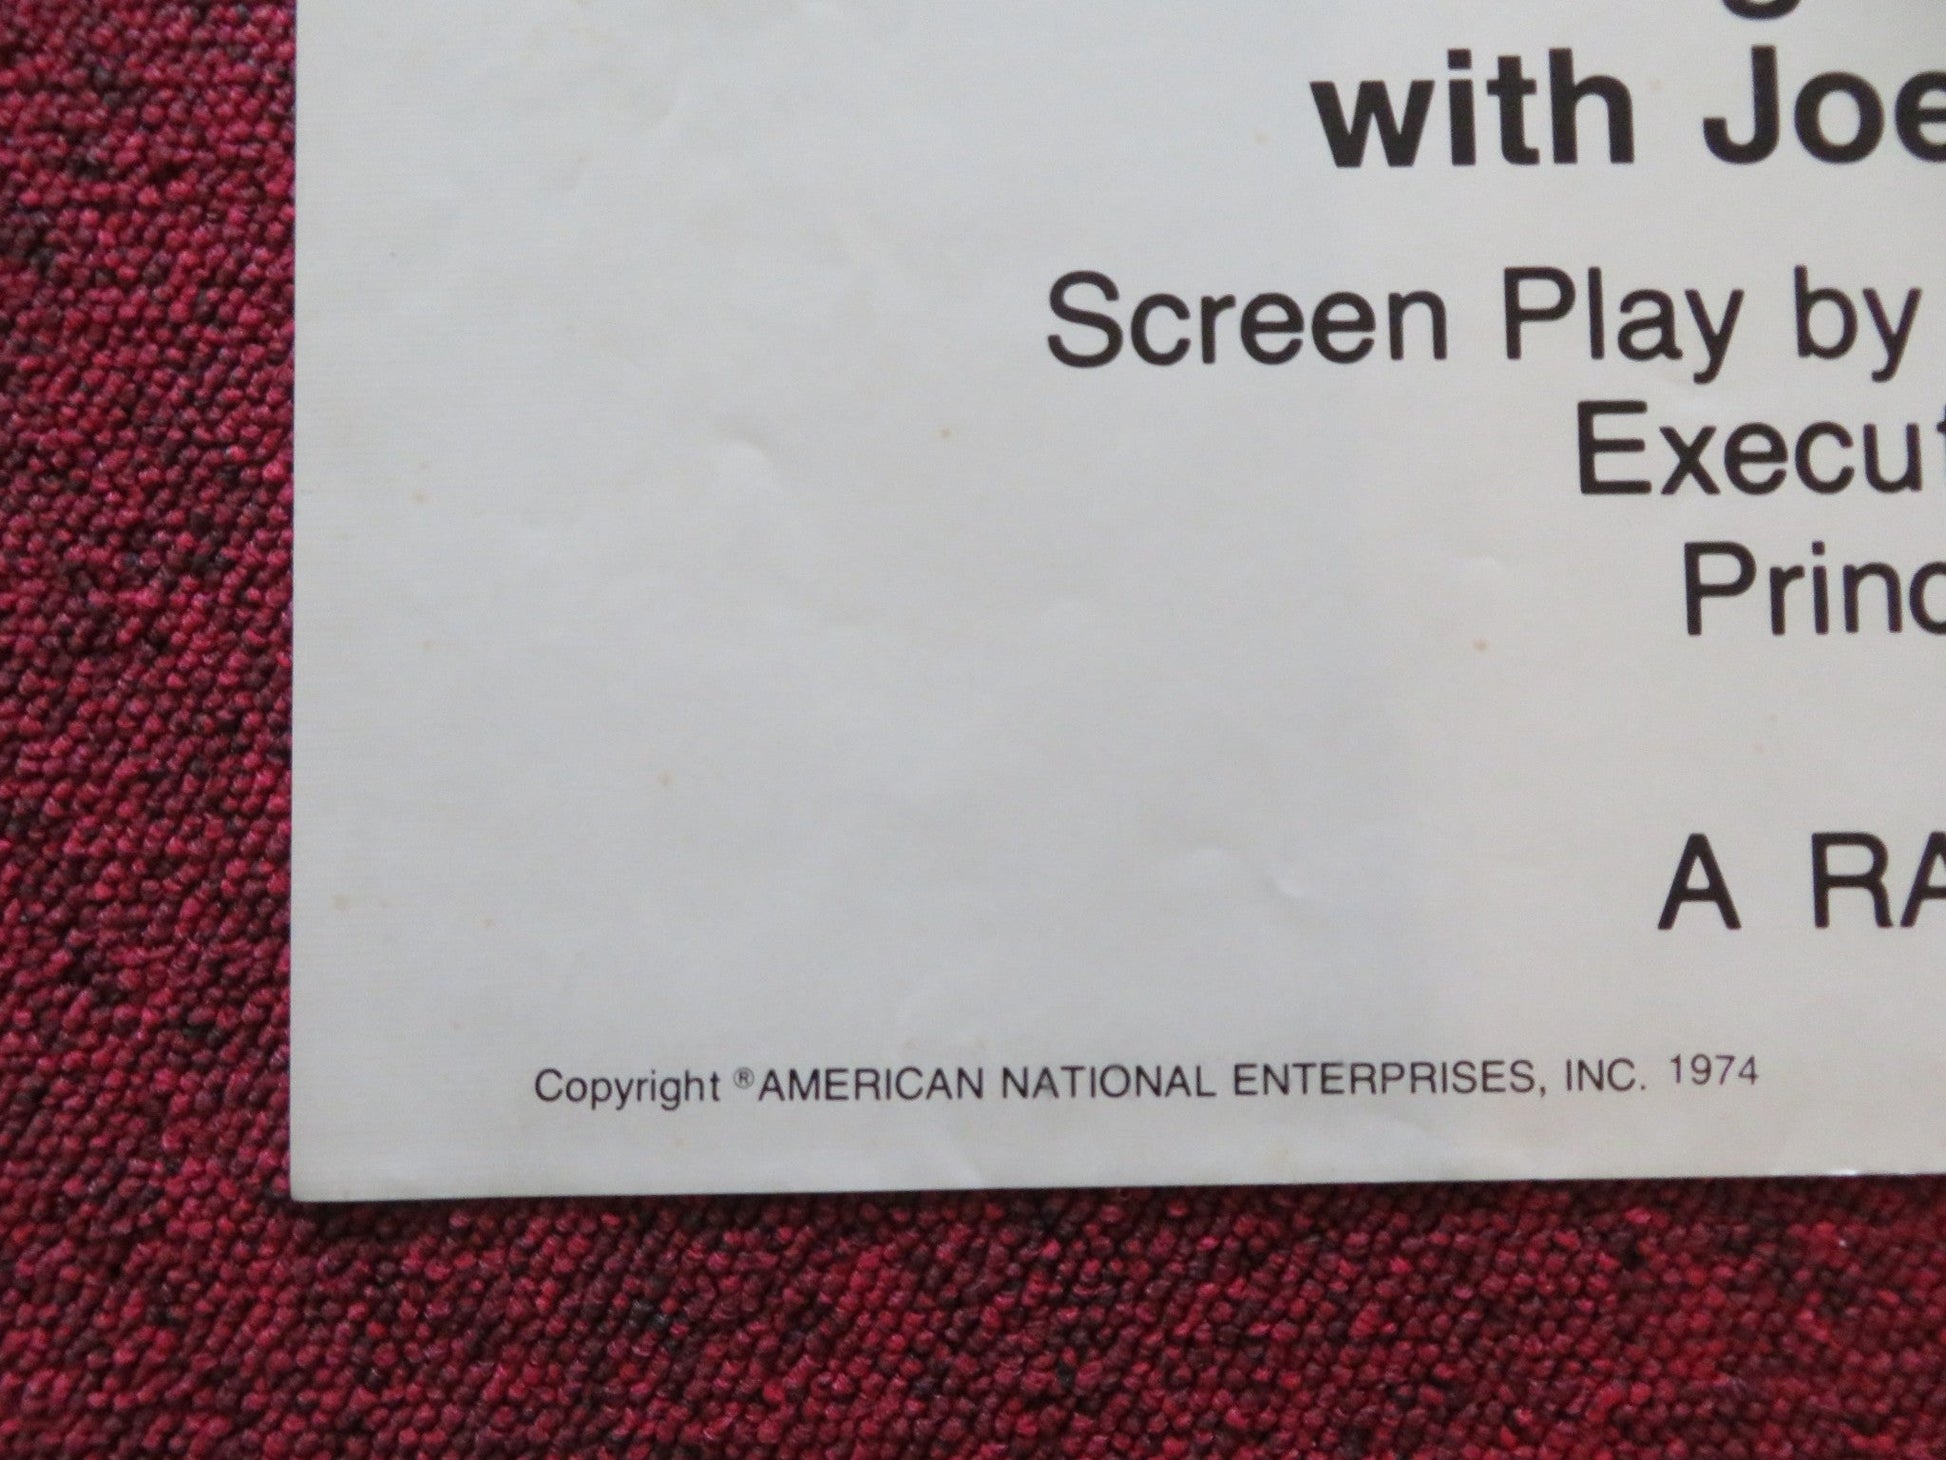 with Joe
Screen Play by
Execut
Princ
A RA
Copyright ®AMERICAN NATIONAL ENTERPRISES, INC. 1974